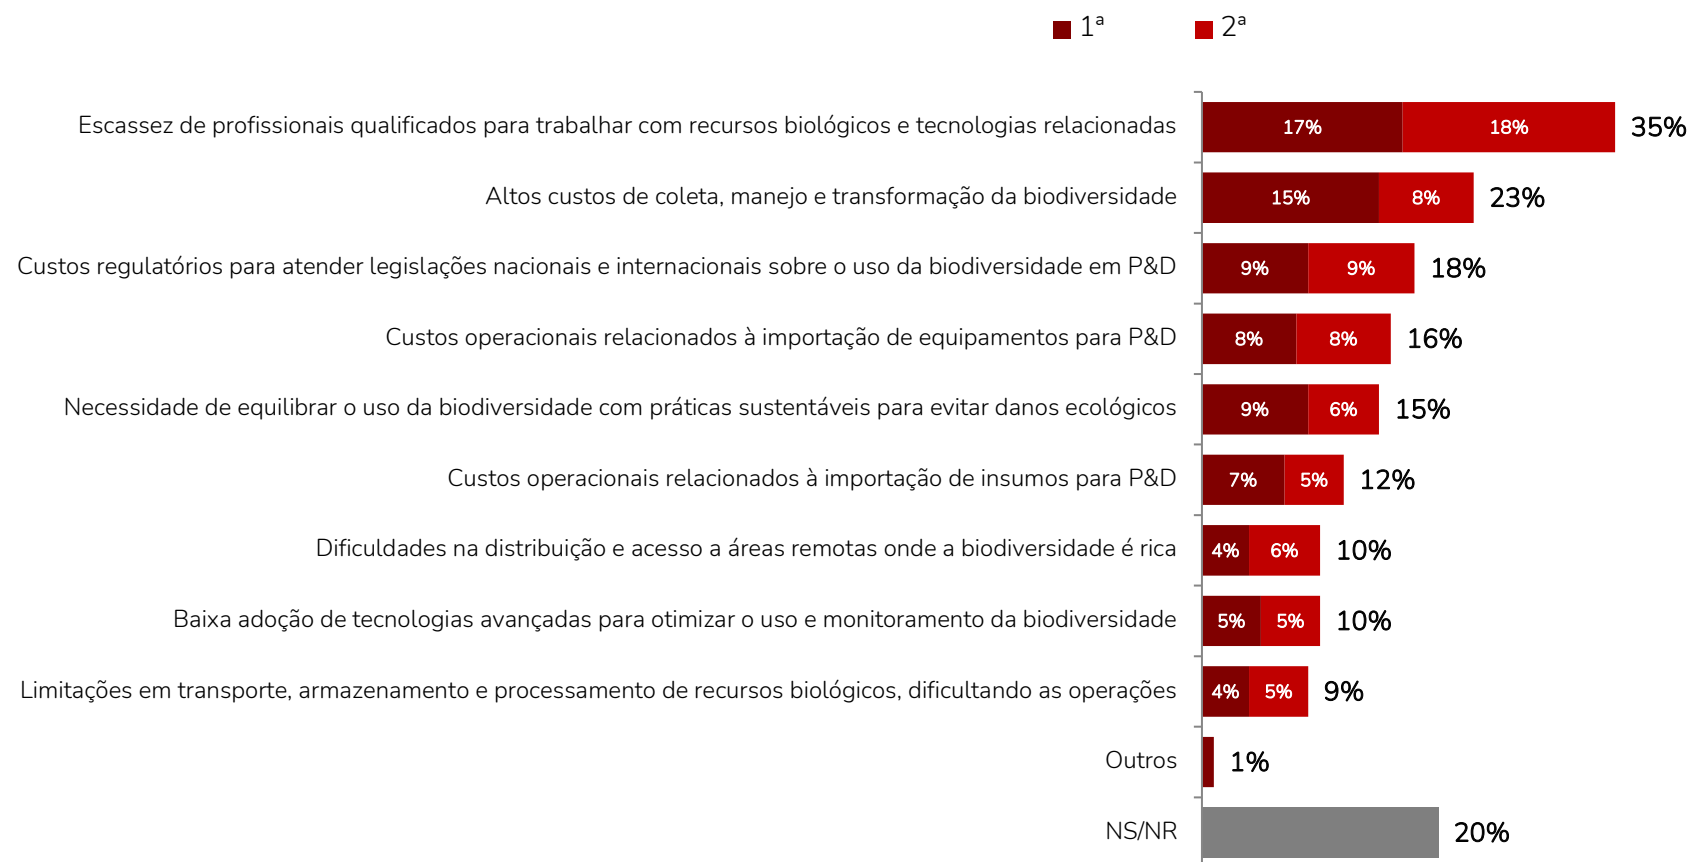 1ª 2ª
Escassez de profissionais qualificados para trabalhar com recursos biológicos e tecnologias relacionadas 17% 18% 35%
Altos custos de coleta, manejo e transformação da biodiversidade 15% 8% 23%
Custos regulatórios para atender legislações nacionais e internacionais sobre o uso da biodiversidade em P&D 9% 9% 18%
Custos operacionais relacionados à importação de equipamentos para P&D 8% 8% 16%
Necessidade de equilibrar o uso da biodiversidade com práticas sustentáveis para evitar danos ecológicos 9% 6% 15%
Custos operacionais relacionados à importação de insumos para P&D 7% 5% 12%
Dificuldades na distribuição e acesso a áreas remotas onde a biodiversidade é rica 4% 6% 10%
Baixa adoção de tecnologias avançadas para otimizar o uso e monitoramento da biodiversidade 5% 5% 10%
Limitações em transporte, armazenamento e processamento de recursos biológicos, dificultando as operações 4% 5% 9%
Outros 1%
NS/NR 20%